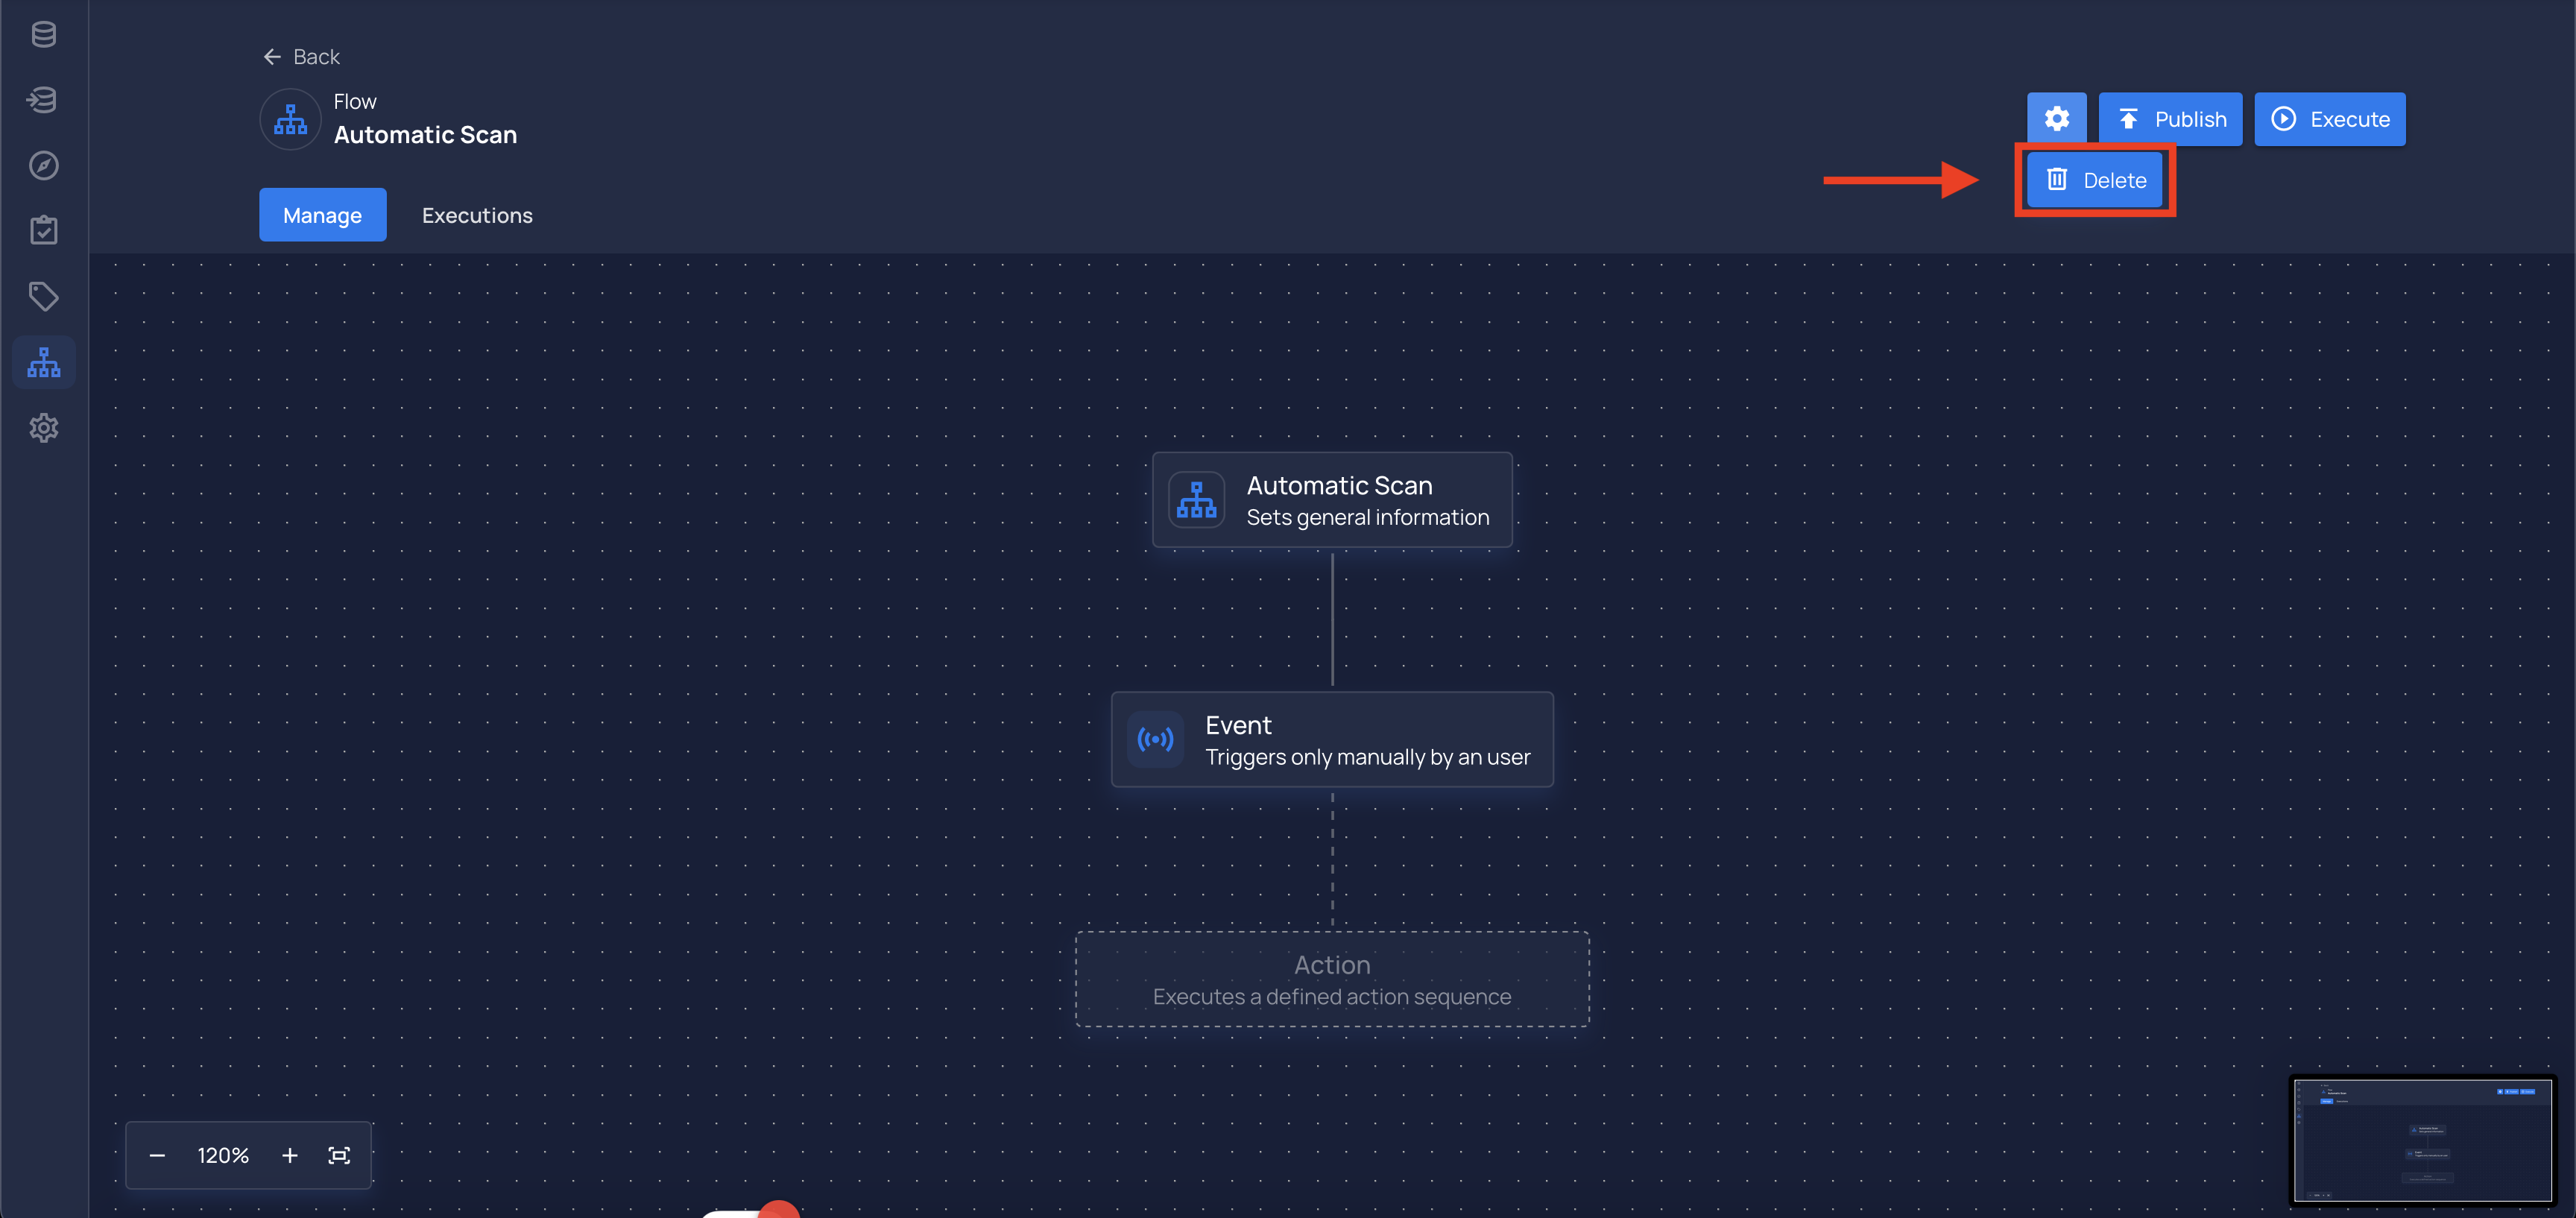 Back
Flow
Automatic Scan
Publish
Execute
Delete
Manage
Executions
Automatic Scan
Sets general information
Event
Triggers only manually by an user
Action
Executes a defined action sequence
120%